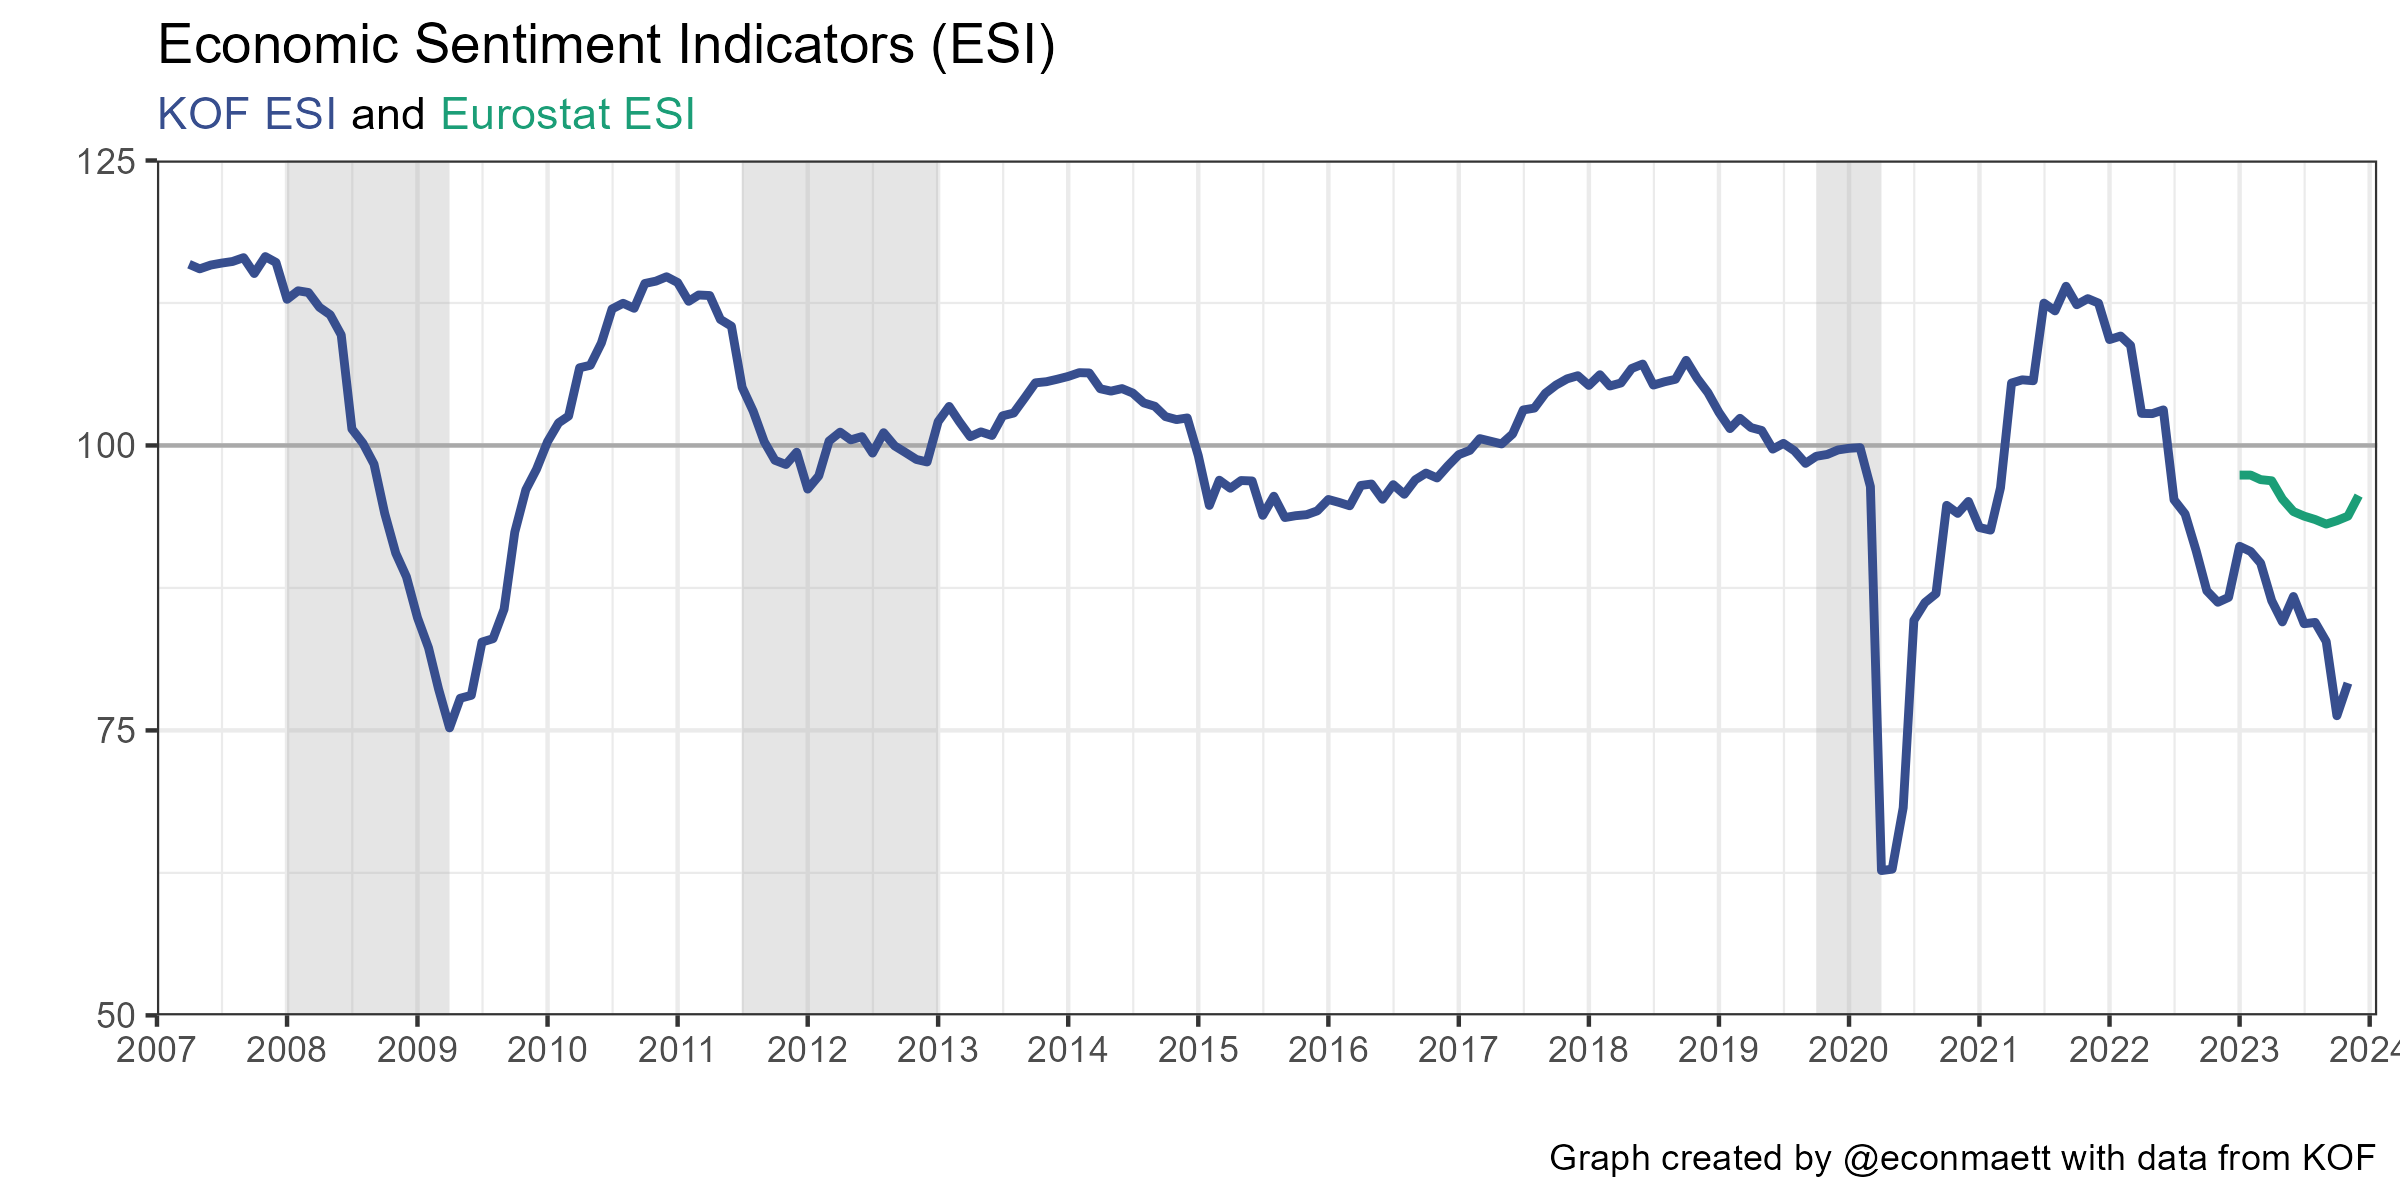 Economic Sentiment Indicators (ESI)
KOF ESI and Eurostat ESI
125
100
75
50
2007 2008 2009 2010 2011 2012 2013 2014 2015 2016 2017 2018 2019 2020 2021 2022 2023 2024
Graph created by @econmaett with data from KOF